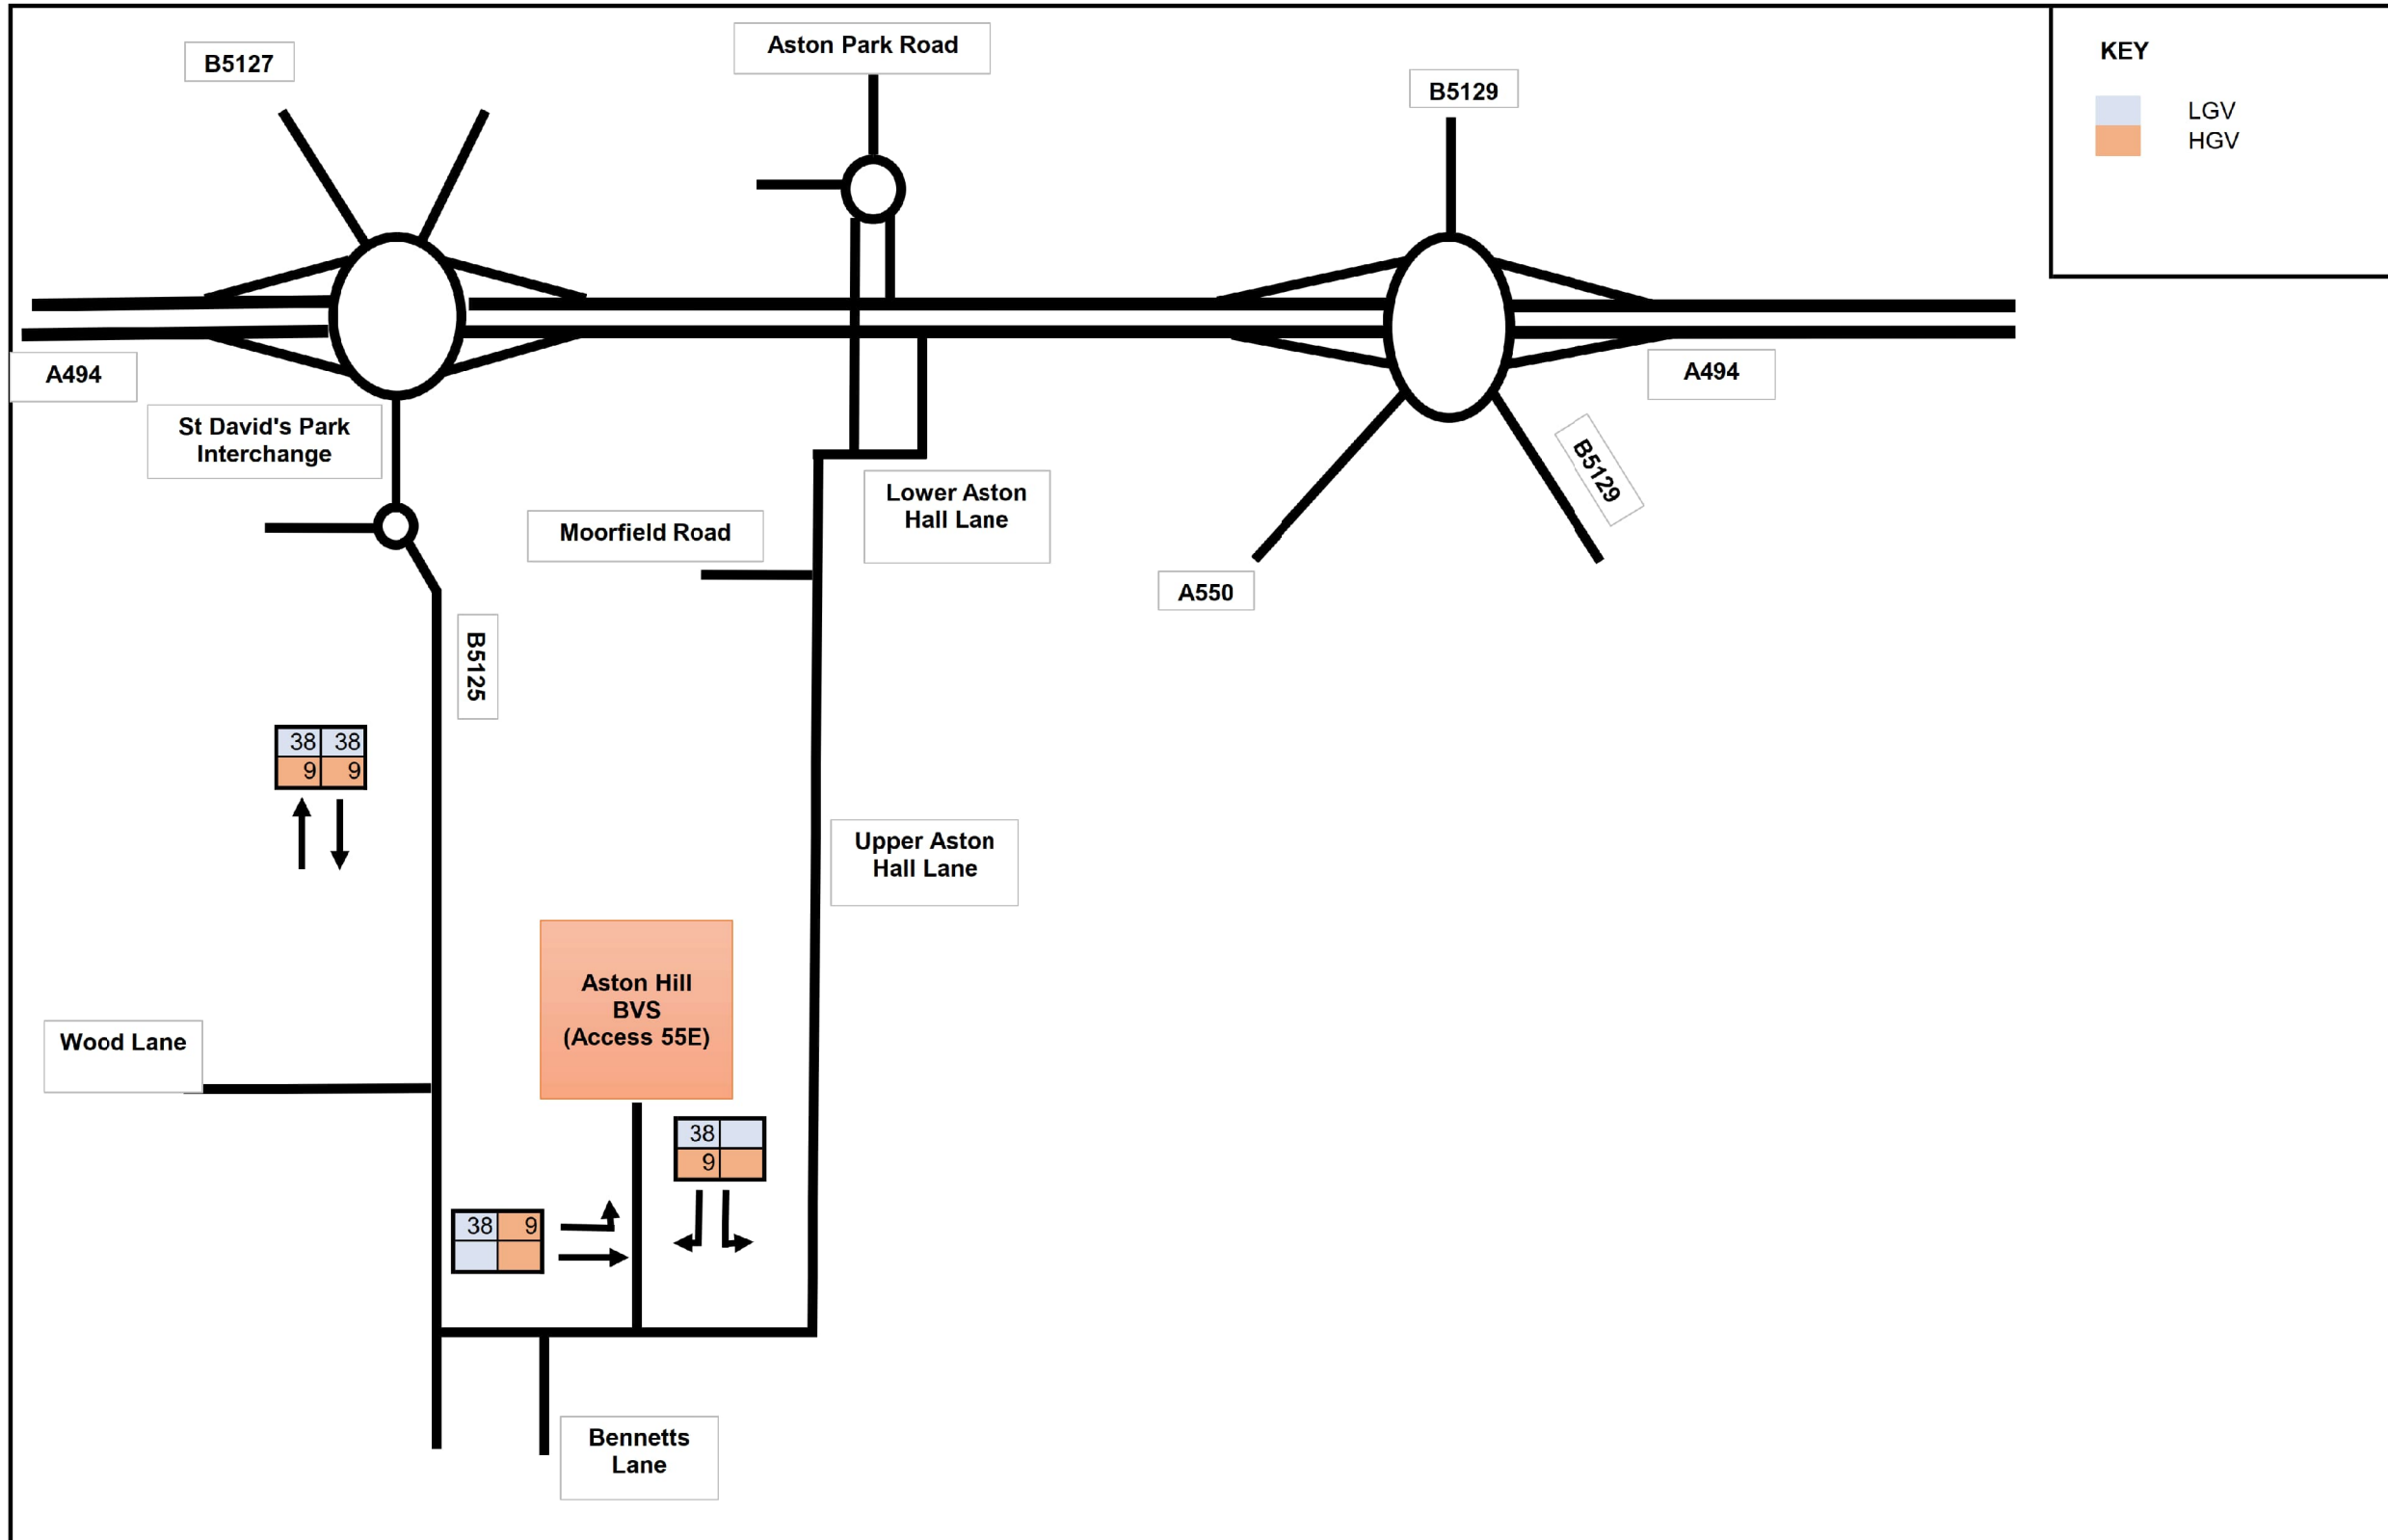 Aston Park Road
KEY
B5127
B5129
LGV
HGV
A494
A494
St David's Park
Interchange
B5129
Lower Aston
Hall Lane
Moorfield Road
A550
B5125
38 38
9 9
Upper Aston
Hall Lane
Aston Hill
BVS
(Access 55E)
Wood Lane
38
9
38 9
Bennetts
Lane